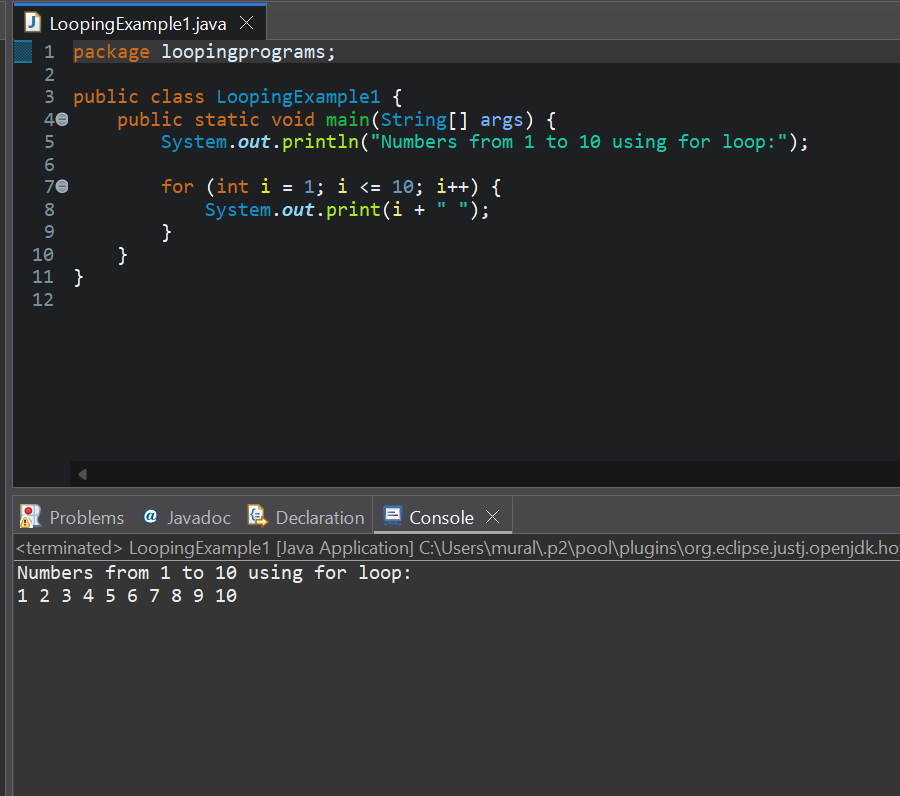 LoopingExample1.java
1 package loopingprograms;
2
3 public class LoopingExample1 {
4     public static void main(String[] args) {
5         System.out.println("Numbers from 1 to 10 using for loop:");
6
7         for (int i = 1; i <= 10; i++) {
8             System.out.print(i + " ");
9         }
10     }
11 }
12
Problems @ Javadoc Declaration Console
<terminated> LoopingExample1 [Java Application] C:\Users\mural\.p2\pool\plugins\org.eclipse.justj.openjdk.ho
Numbers from 1 to 10 using for loop:
1 2 3 4 5 6 7 8 9 10